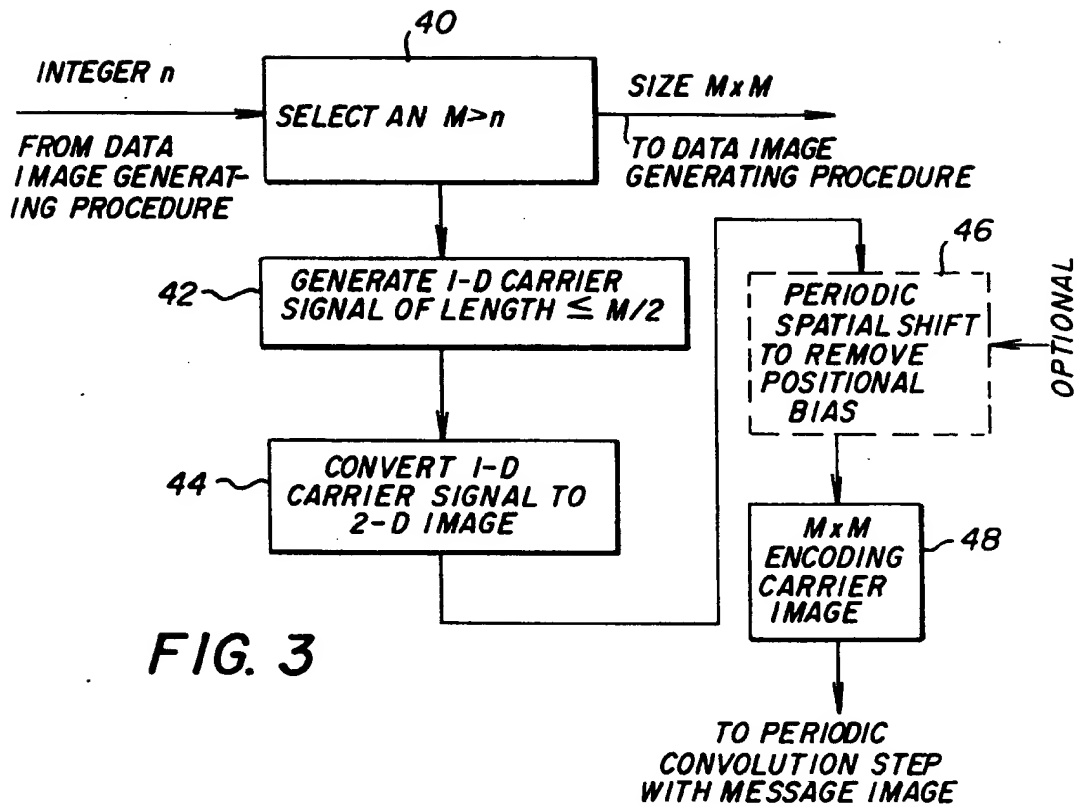 40
INTEGER n
SELECT AN M>n
SIZE MxM
FROM DATA
IMAGE GENERAT-
ING PROCEDURE
TO DATA IMAGE
GENERATING PROCEDURE
42
GENERATE 1-D CARRIER
SIGNAL OF LENGTH ≤ M/2
44
CONVERT 1-D
CARRIER SIGNAL TO
2-D IMAGE
46
PERIODIC
SPATIAL SHIFT
TO REMOVE
POSITIONAL
BIAS
OPTIONAL
MxM
ENCODING
CARRIER
IMAGE
48
FIG. 3
TO PERIODIC
CONVOLUTION STEP
WITH MESSAGE IMAGE